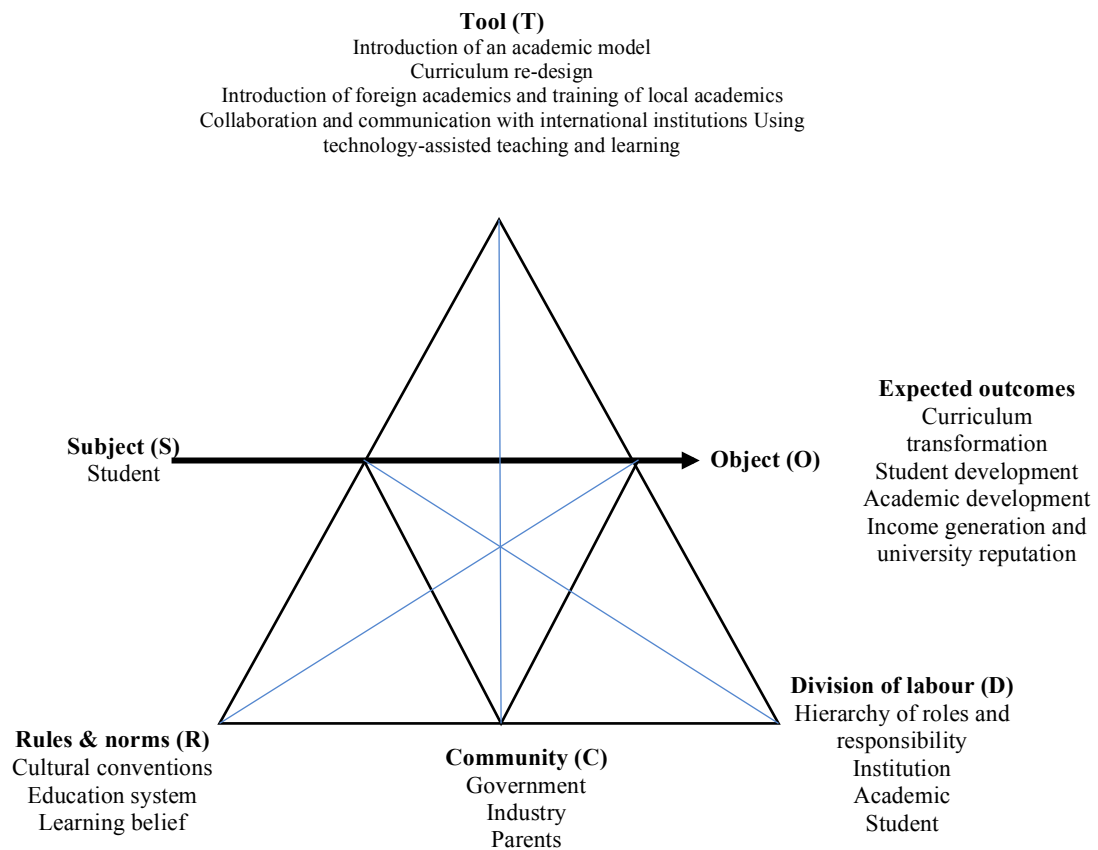 Tool (T)
Introduction of an academic model
Curriculum re-design
Introduction of foreign academics and training of local academics
Collaboration and communication with international institutions Using
technology-assisted teaching and learning
Subject (S)
Student
Object (O)
Expected outcomes
Curriculum
transformation
Student development
Academic development
Income generation and
university reputation
Rules & norms (R)
Cultural conventions
Education system
Learning belief
Community (C)
Government
Industry
Parents
Division of labour (D)
Hierarchy of roles and
responsibility
Institution
Academic
Student